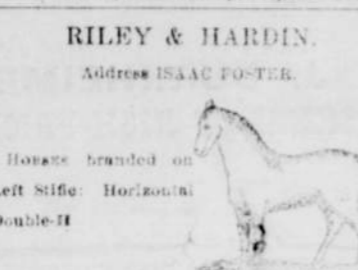 RILEY & HARDIN.
Address ISAAC FOSTER.
HORSES branded on
Left Stifle: Horizontal
Double-H